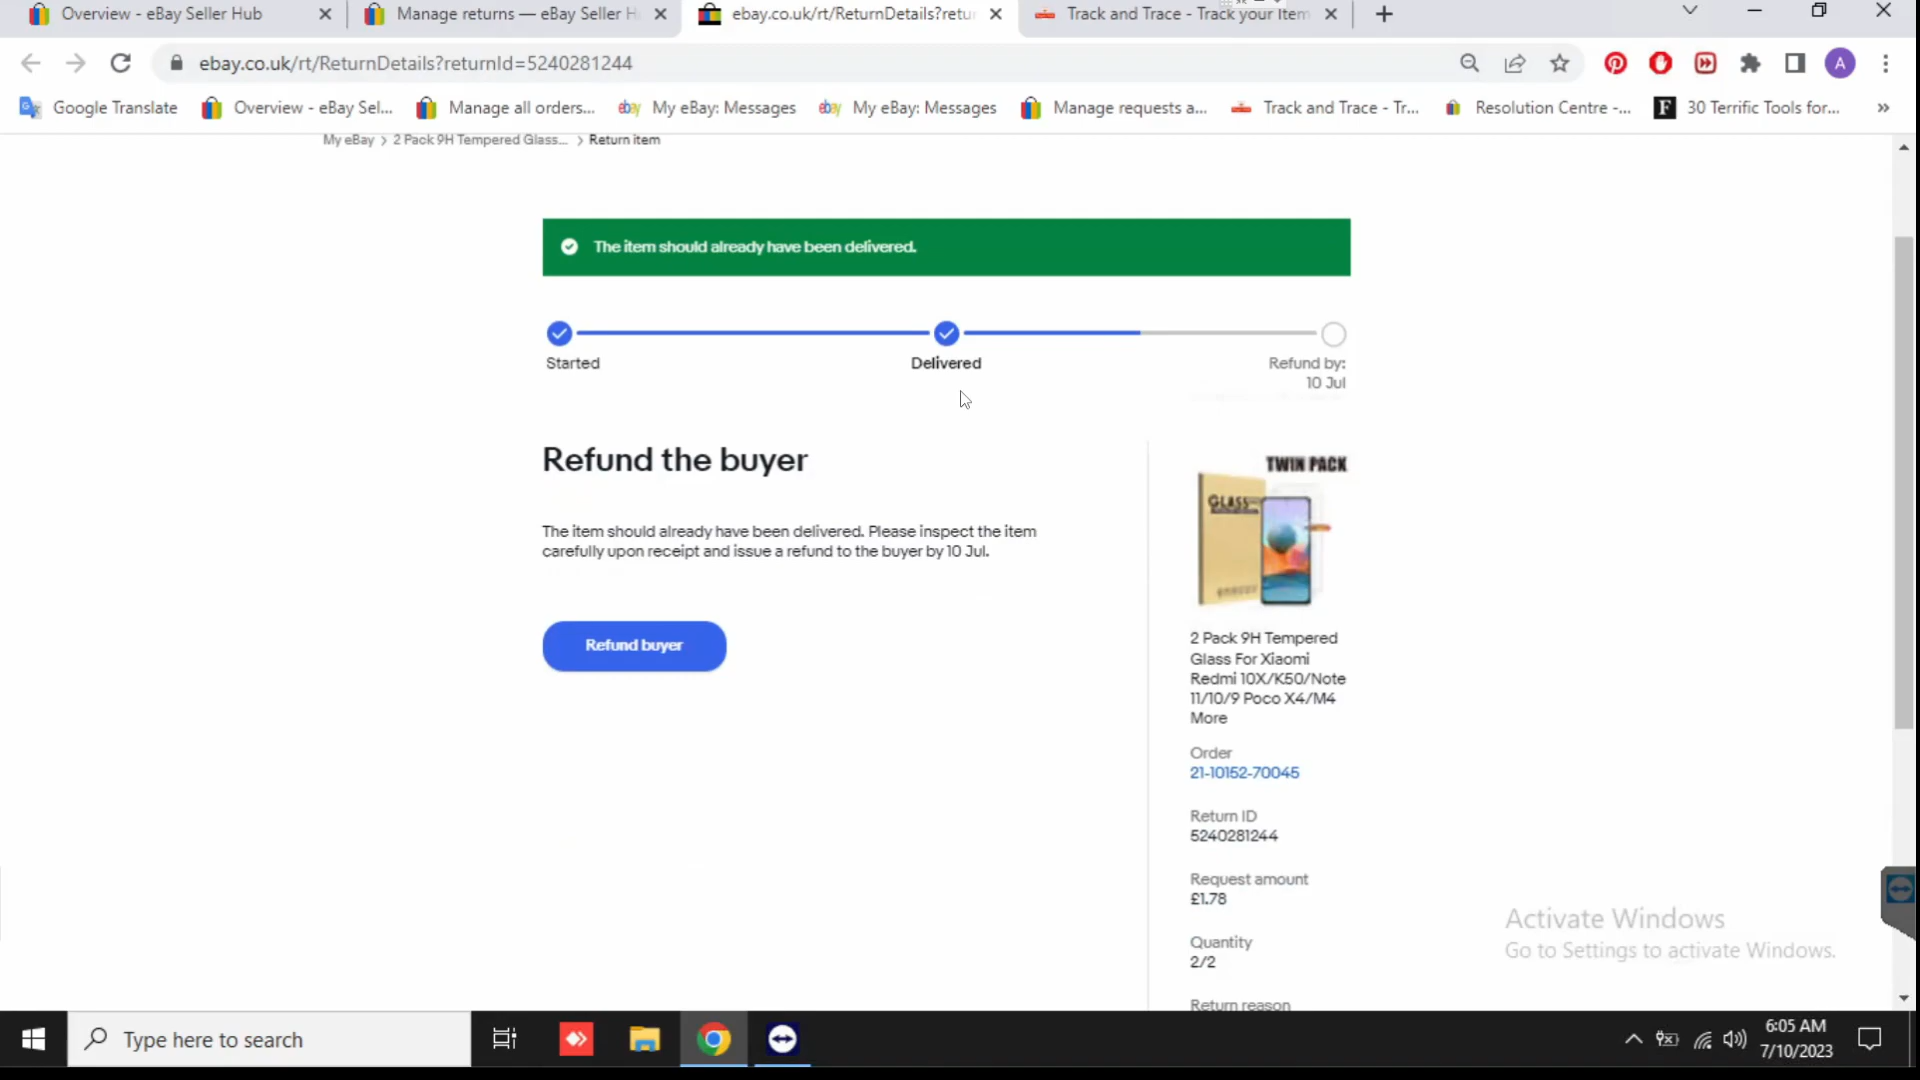 Overview - eBay Seller Hub
Manage returns — eBay Seller H
ebay.co.uk/rt/ReturnDetails?retu
Track and Trace - Track your Item
ebay.co.uk/rt/ReturnDetails?returnId=5240281244
A
Google Translate
Overview - eBay Sel...
Manage all orders...
ebay
My eBay: Messages
ebay
My eBay: Messages
Manage requests a...
Track and Trace - Tr...
Resolution Centre -...
F
30 Terrific Tools for...
»
My eBay > 2 Pack 9H Tempered Glass... > Return item
The item should already have been delivered.
Started
Delivered
Refund by:
10 Jul
Refund the buyer
The item should already have been delivered. Please inspect the item
carefully upon receipt and issue a refund to the buyer by 10 Jul.
Refund buyer
TWIN PACK
GLASS
2 Pack 9H Tempered
Glass For Xiaomi
Redmi 10X/K50/Note
11/10/9 Poco X4/M4
More
Order
21-10152-70045
Return ID
5240281244
Request amount
£1.78
Quantity
2/2
Return reason
Activate Windows
Go to Settings to activate Windows.
Type here to search
6:05 AM
7/10/2023